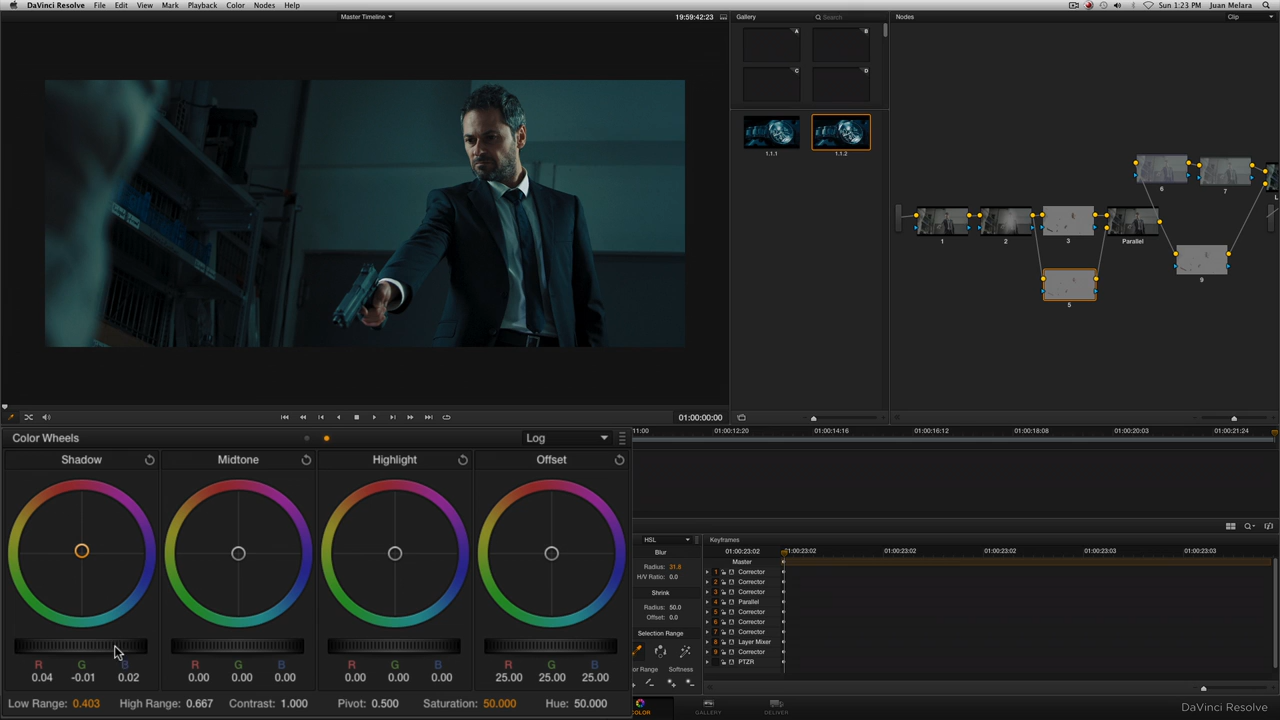 DaVinci Resolve File Edit View Mark Playback Color Nodes Help Sun 1:23 PM Juan Melara
Master Timeline 19:59:42:23 Gallery Search Nodes Clip
A B
C D
1.1.1 1.1.2
6 7
L
1 2 3 Parallel
9
5
01:00:00:00
Color Wheels Log
11:00 01:00:12:20 01:00:14:16 01:00:16:12 01:00:18:08 01:00:20:03 01:00:21:24
Shadow Midtone Highlight Offset
HSL Keyframes
Blur 01:00:23:02 01:00:23:02 01:00:23:02 01:00:23:02 01:00:23:03 01:00:23:03
Master
Radius: 31.8
1 Corrector
H/V Ratio: 0.0
2 Corrector
Shrink
3 Corrector
4 Parallel
Radius: 50.0
5 Corrector
Offset: 0.0
6 Corrector
Selection Range
7 Corrector
8 Layer Mixer
9 Corrector
PTZR
or Range Softness
R G B R G B R G B R G B
0.04 -0.01 0.02 0.00 0.00 0.00 0.00 0.00 0.00 25.00 25.00 25.00
Low Range: 0.403 High Range: 0.667 Contrast: 1.000 Pivot: 0.500 Saturation: 50.000 Hue: 50.000
COLOR GALLERY DELIVER
DaVinci Resolve